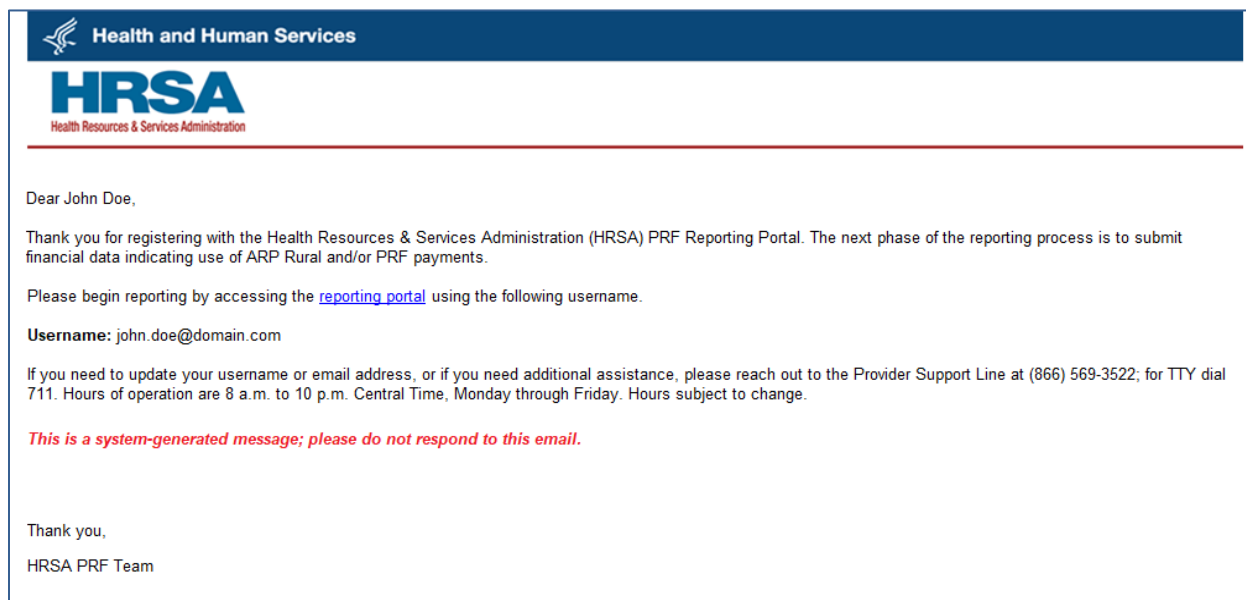 Health and Human Services
HRSA
Health Resources & Services Administration
Dear John Doe,
Thank you for registering with the Health Resources & Services Administration (HRSA) PRF Reporting Portal. The next phase of the reporting process is to submit
financial data indicating use of ARP Rural and/or PRF payments.
Please begin reporting by accessing the reporting portal using the following username.
Username: john.doe@domain.com
If you need to update your username or email address, or if you need additional assistance, please reach out to the Provider Support Line at (866) 569-3522; for TTY dial
711. Hours of operation are 8 a.m. to 10 p.m. Central Time, Monday through Friday. Hours subject to change.
This is a system-generated message; please do not respond to this email.
Thank you,
HRSA PRF Team